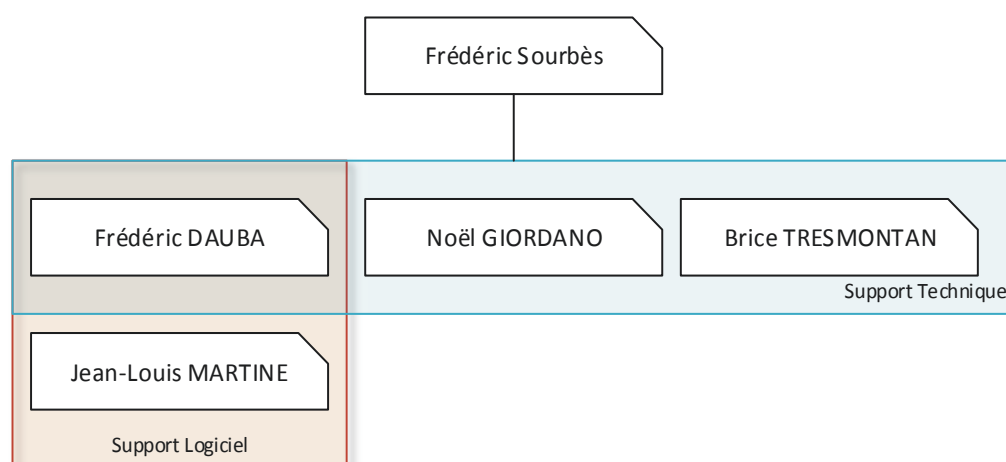 Frédéric Sourbès
Frédéric DAUBA
Noël GIORDANO
Brice TRESMONTAN
Support Technique
Jean-Louis MARTINE
Support Logiciel